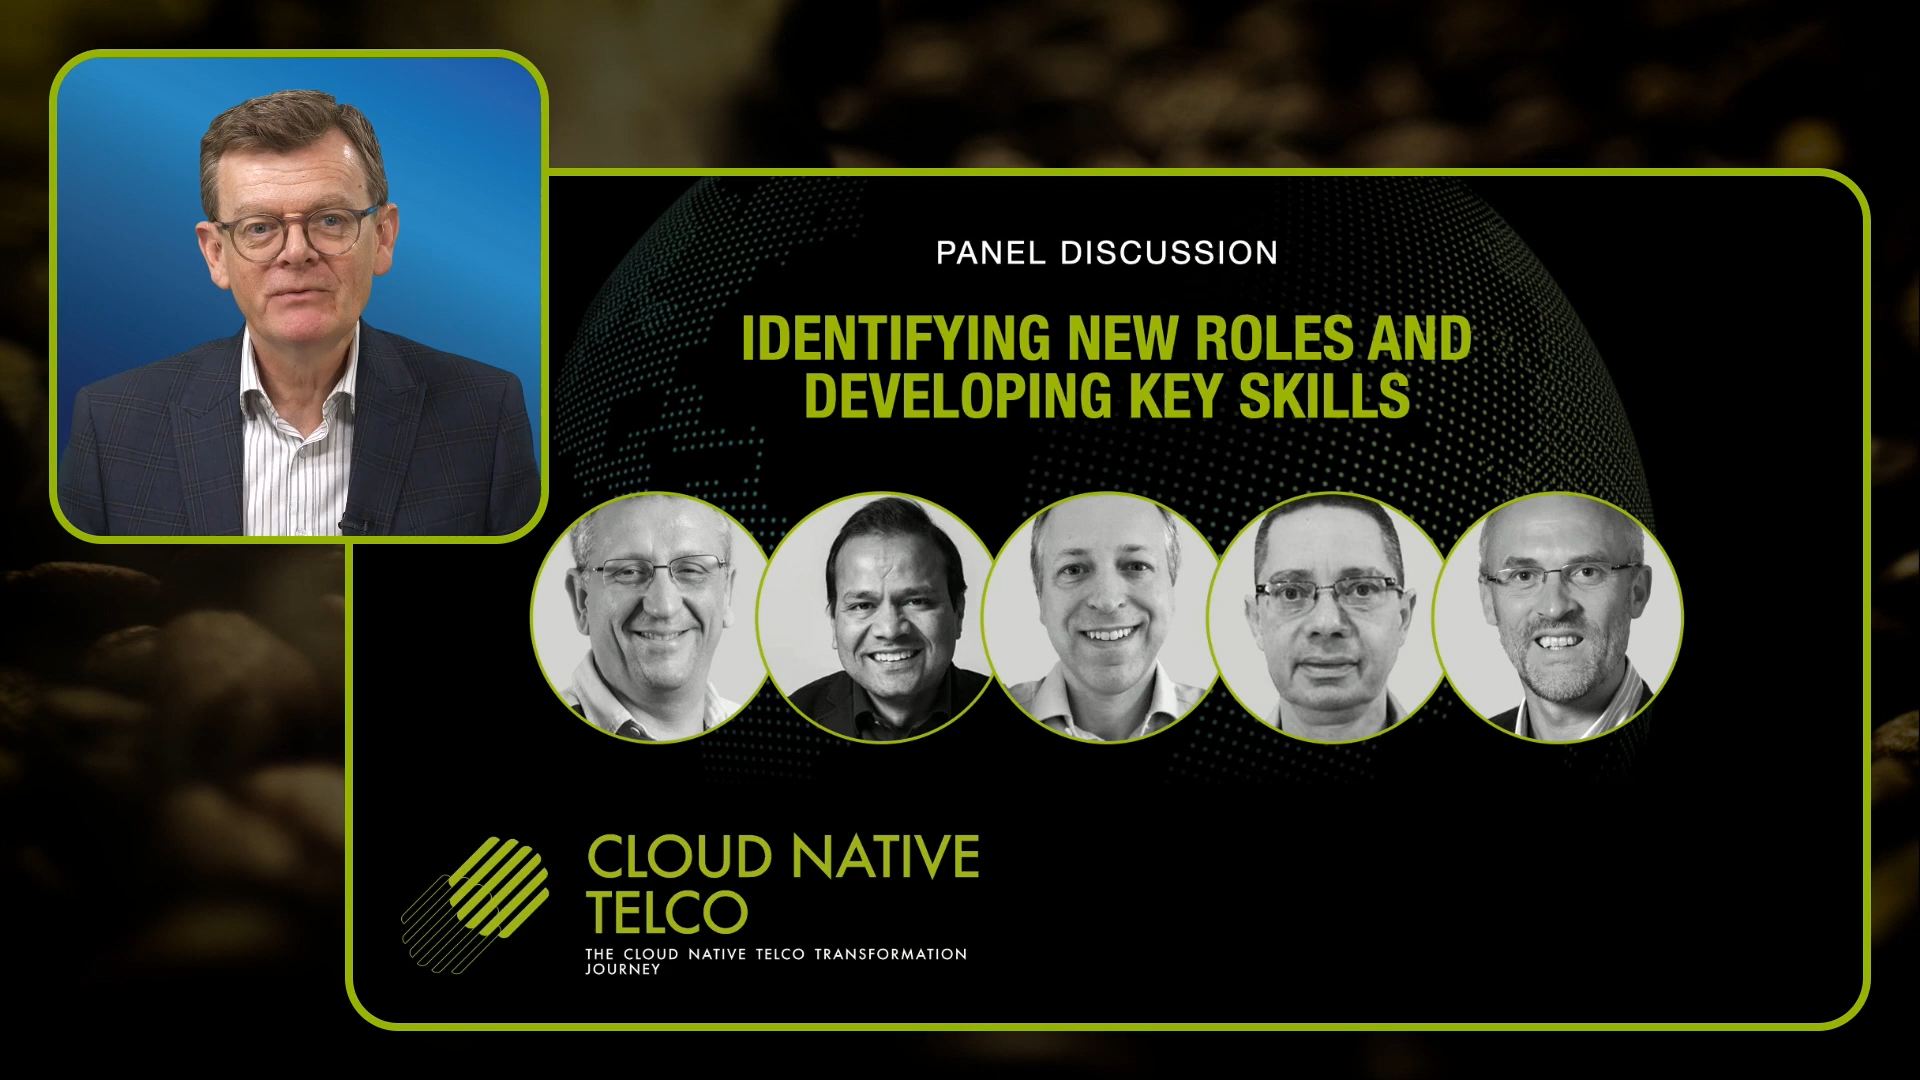 PANEL DISCUSSION
IDENTIFYING NEW ROLES AND
DEVELOPING KEY SKILLS
CLOUD NATIVE
TELCO
THE CLOUD NATIVE TELCO TRANSFORMATION
JOURNEY